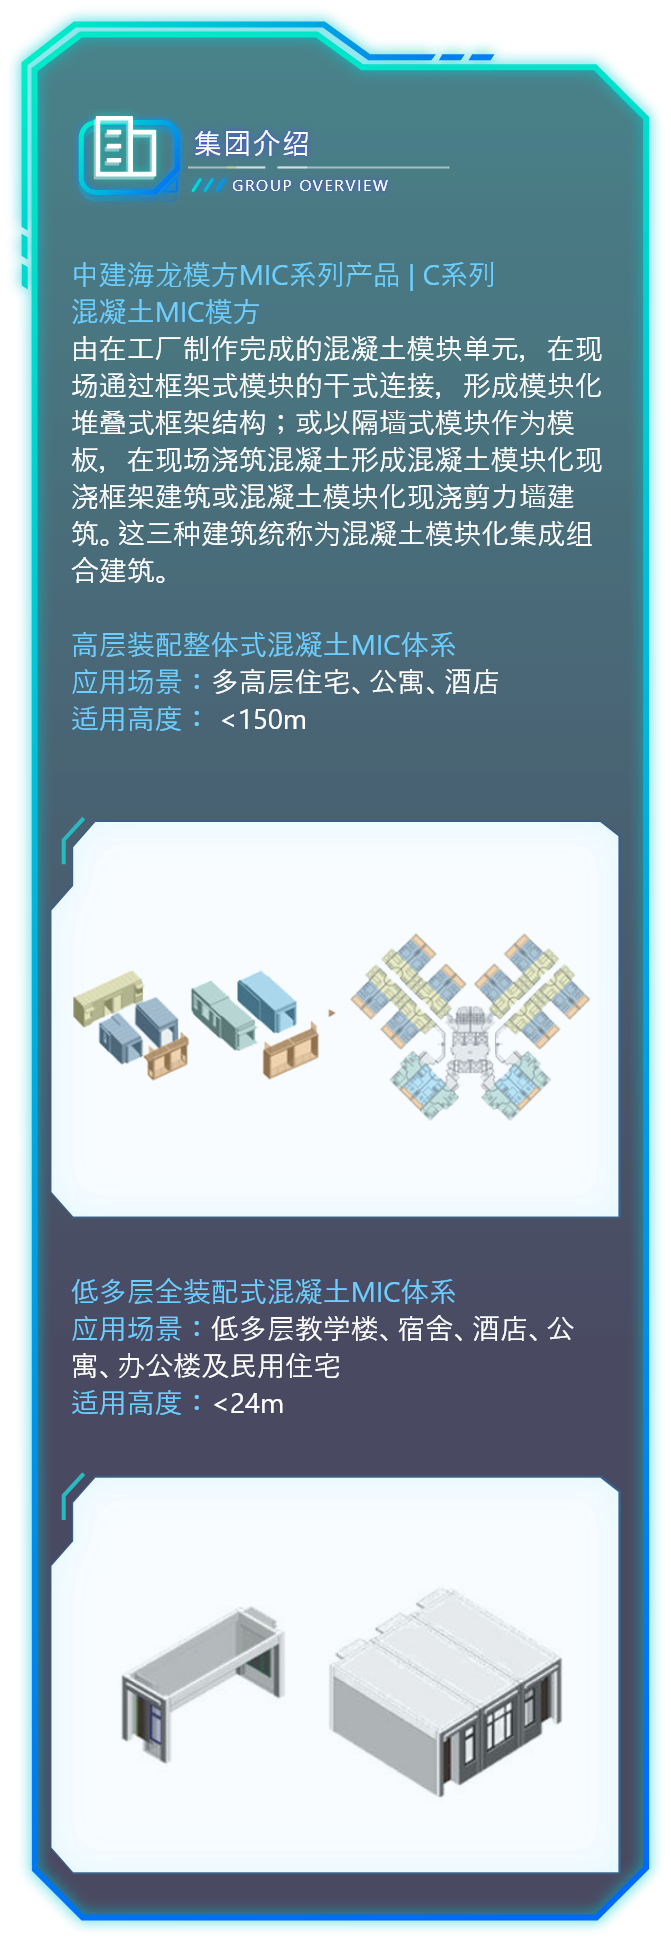 集团介绍
GROUP OVERVIEW
中建海龙模方MIC系列产品 | C系列
混凝土MIC模方
由在工厂制作完成的混凝土模块单元，在现
场通过框架式模块的干式连接，形成模块化
堆叠式框架结构；或以隔墙式模块作为模
板，在现场浇筑混凝土形成混凝土模块化现
浇框架建筑或混凝土模块化现浇剪力墙建
筑。这三种建筑统称为混凝土模块化集成组
合建筑。
高层装配整体式混凝土MIC体系
应用场景：多高层住宅、公寓、酒店
适用高度： <150m
低多层全装配式混凝土MIC体系
应用场景：低多层教学楼、宿舍、酒店、公
寓、办公楼及民用住宅
适用高度：<24m